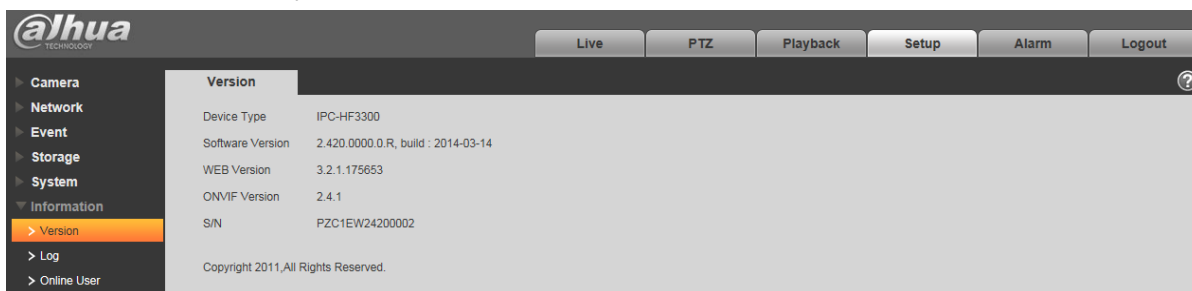 alhua
TECHNOLOGY
Live PTZ Playback Setup Alarm Logout
Camera
Network
Event
Storage
System
Information
> Version
> Log
> Online User
Version
?
Device Type IPC-HF3300
Software Version 2.420.0000.0.R, build : 2014-03-14
WEB Version 3.2.1.175653
ONVIF Version 2.4.1
S/N PZC1EW24200002
Copyright 2011,All Rights Reserved.